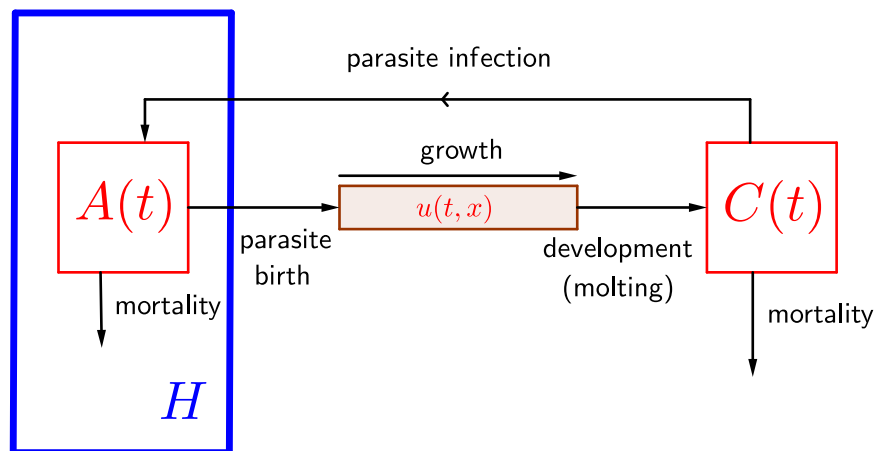 parasite infection
growth
A(t)
u(t, x)
C(t)
parasite
birth
development
(molting)
mortality
mortality
H